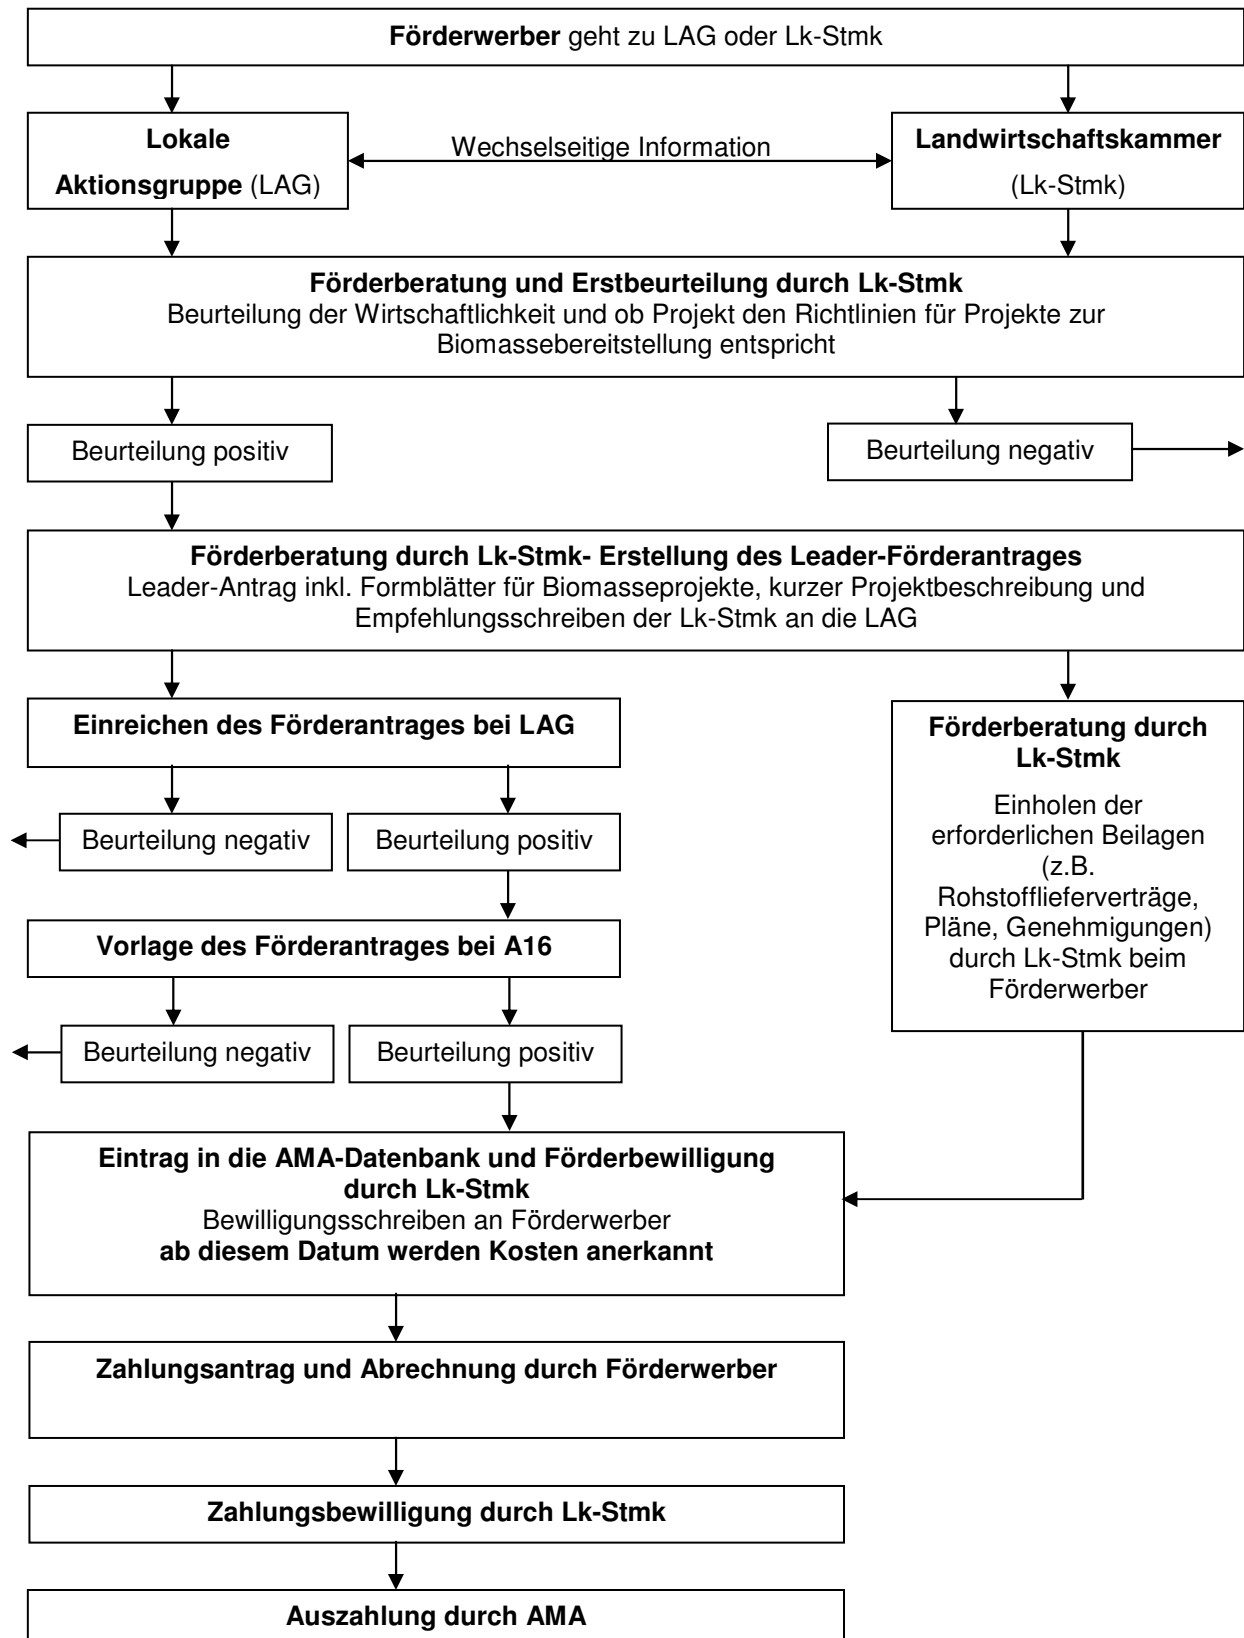 Förderwerber geht zu LAG oder Lk-Stmk
Lokale
Aktionsgruppe (LAG)
Wechselseitige Information
Landwirtschaftskammer
(Lk-Stmk)
Förderberatung und Erstbeurteilung durch Lk-Stmk
Beurteilung der Wirtschaftlichkeit und ob Projekt den Richtlinien für Projekte zur
Biomassebereitstellung entspricht
Beurteilung positiv
Beurteilung negativ
Förderberatung durch Lk-Stmk- Erstellung des Leader-Förderantrages
Leader-Antrag inkl. Formblätter für Biomasseprojekte, kurzer Projektbeschreibung und
Empfehlungsschreiben der Lk-Stmk an die LAG
Einreichen des Förderantrages bei LAG
Beurteilung negativ
Beurteilung positiv
Vorlage des Förderantrages bei A16
Beurteilung negativ
Beurteilung positiv
Förderberatung durch
Lk-Stmk
Einholen der
erforderlichen Beilagen
(z.B.
Rohstofflieferverträge,
Pläne, Genehmigungen)
durch Lk-Stmk beim
Förderwerber
Eintrag in die AMA-Datenbank und Förderbewilligung
durch Lk-Stmk
Bewilligungsschreiben an Förderwerber
ab diesem Datum werden Kosten anerkannt
Zahlungsantrag und Abrechnung durch Förderwerber
Zahlungsbewilligung durch Lk-Stmk
Auszahlung durch AMA